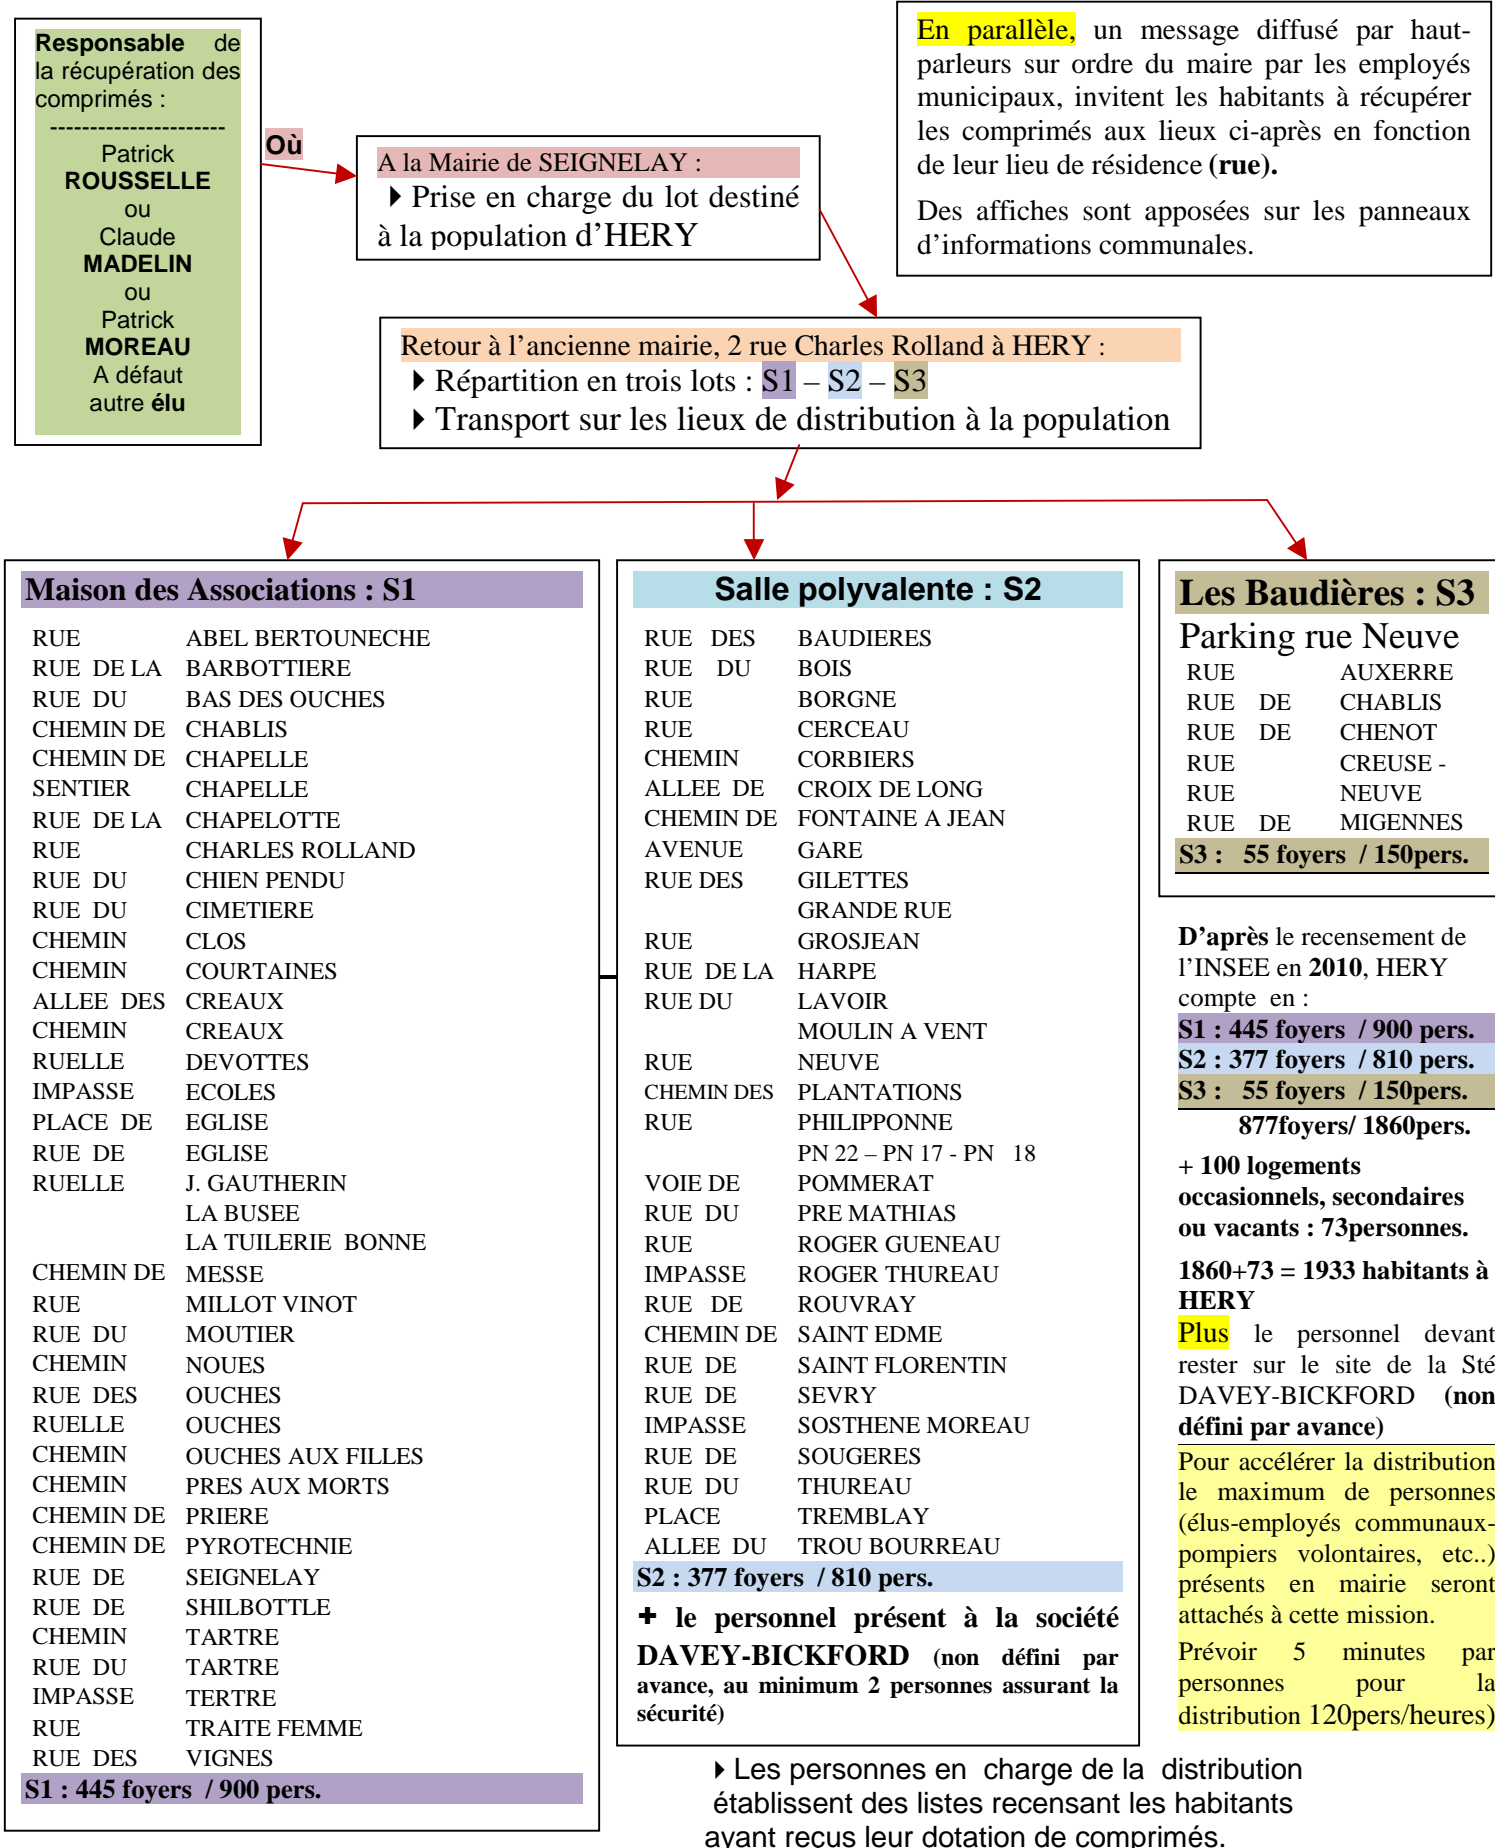 Responsable de
la récupération des
comprimés :
----------------------
Patrick
ROUSSELLE
ou
Claude
MADELIN
ou
Patrick
MOREAU
A défaut
autre élu
Où
A la Mairie de SEIGNELAY :
Prise en charge du lot destiné
à la population d’HERY
En parallèle, un message diffusé par haut-
parleurs sur ordre du maire par les employés
municipaux, invitent les habitants à récupérer
les comprimés aux lieux ci-après en fonction
de leur lieu de résidence (rue).
Des affiches sont apposées sur les panneaux
d’informations communales.
Retour à l’ancienne mairie, 2 rue Charles Rolland à HERY :
Répartition en trois lots : S1 – S2 – S3
Transport sur les lieux de distribution à la population
Maison des Associations : S1
RUE ABEL BERTOUNECHE
RUE DE LA BARBOTTIERE
RUE DU BAS DES OUCHES
CHEMIN DE CHABLIS
CHEMIN DE CHAPELLE
SENTIER CHAPELLE
RUE DE LA CHAPELOTTE
RUE CHARLES ROLLAND
RUE DU CHIEN PENDU
RUE DU CIMETIERE
CHEMIN CLOS
CHEMIN COURTAINES
ALLEE DES CREAUX
CHEMIN CREAUX
RUELLE DEVOTTES
IMPASSE ECOLES
PLACE DE EGLISE
RUE DE EGLISE
RUELLE J. GAUTHERIN
LA BUSEE
LA TUILERIE BONNE
CHEMIN DE MESSE
RUE MILLOT VINOT
RUE DU MOUTIER
CHEMIN NOUES
RUE DES OUCHES
RUELLE OUCHES
CHEMIN OUCHES AUX FILLES
CHEMIN PRES AUX MORTS
CHEMIN DE PRIERE
CHEMIN DE PYROTECHNIE
RUE DE SEIGNELAY
RUE DE SHILBOTTLE
CHEMIN TARTRE
RUE DU TARTRE
IMPASSE TERTRE
RUE TRAITE FEMME
RUE DES VIGNES
S1 : 445 foyers / 900 pers.
Salle polyvalente : S2
RUE DES BAUDIERES
RUE DU BOIS
RUE BORGNE
RUE CERCEAU
CHEMIN CORBIERS
ALLEE DE CROIX DE LONG
CHEMIN DE FONTAINE A JEAN
AVENUE GARE
RUE DES GILETTES
GRANDE RUE
RUE GROSJEAN
RUE DE LA HARPE
RUE DU LAVOIR
MOULIN A VENT
RUE NEUVE
CHEMIN DES PLANTATIONS
RUE PHILIPPONNE
PN 22 – PN 17 - PN 18
VOIE DE POMMERAT
RUE DU PRE MATHIAS
RUE ROGER GUENEAU
IMPASSE ROGER THUREAU
RUE DE ROUVRAY
CHEMIN DE SAINT EDME
RUE DE SAINT FLORENTIN
RUE DE SEVRY
IMPASSE SOSTHENE MOREAU
RUE DE SOUGERES
RUE DU THUREAU
PLACE TREMBLAY
ALLEE DU TROU BOURREAU
S2 : 377 foyers / 810 pers.
+ le personnel présent à la société
DAVEY-BICKFORD (non défini par
avance, au minimum 2 personnes assurant la
sécurité)
Les Baudières : S3
Parking rue Neuve
RUE AUXERRE
RUE DE CHABLIS
RUE DE CHENOT
RUE CREUSE -
RUE NEUVE
RUE DE MIGENNES
S3 : 55 foyers / 150pers.
D’après le recensement de
l’INSEE en 2010, HERY
compte en :
S1 : 445 foyers / 900 pers.
S2 : 377 foyers / 810 pers.
S3 : 55 foyers / 150pers.
877foyers/ 1860pers.
+ 100 logements
occasionnels, secondaires
ou vacants : 73personnes.
1860+73 = 1933 habitants à
HERY
Plus le personnel devant
rester sur le site de la Sté
DAVEY-BICKFORD (non
défini par avance)
Pour accélérer la distribution
le maximum de personnes
(élus-employés communaux-
pompiers volontaires, etc..)
présents en mairie seront
attachés à cette mission.
Prévoir 5 minutes par
personnes pour la
distribution 120pers/heures)
Les personnes en charge de la distribution
établissent des listes recensant les habitants
ayant reçus leur dotation de comprimés.